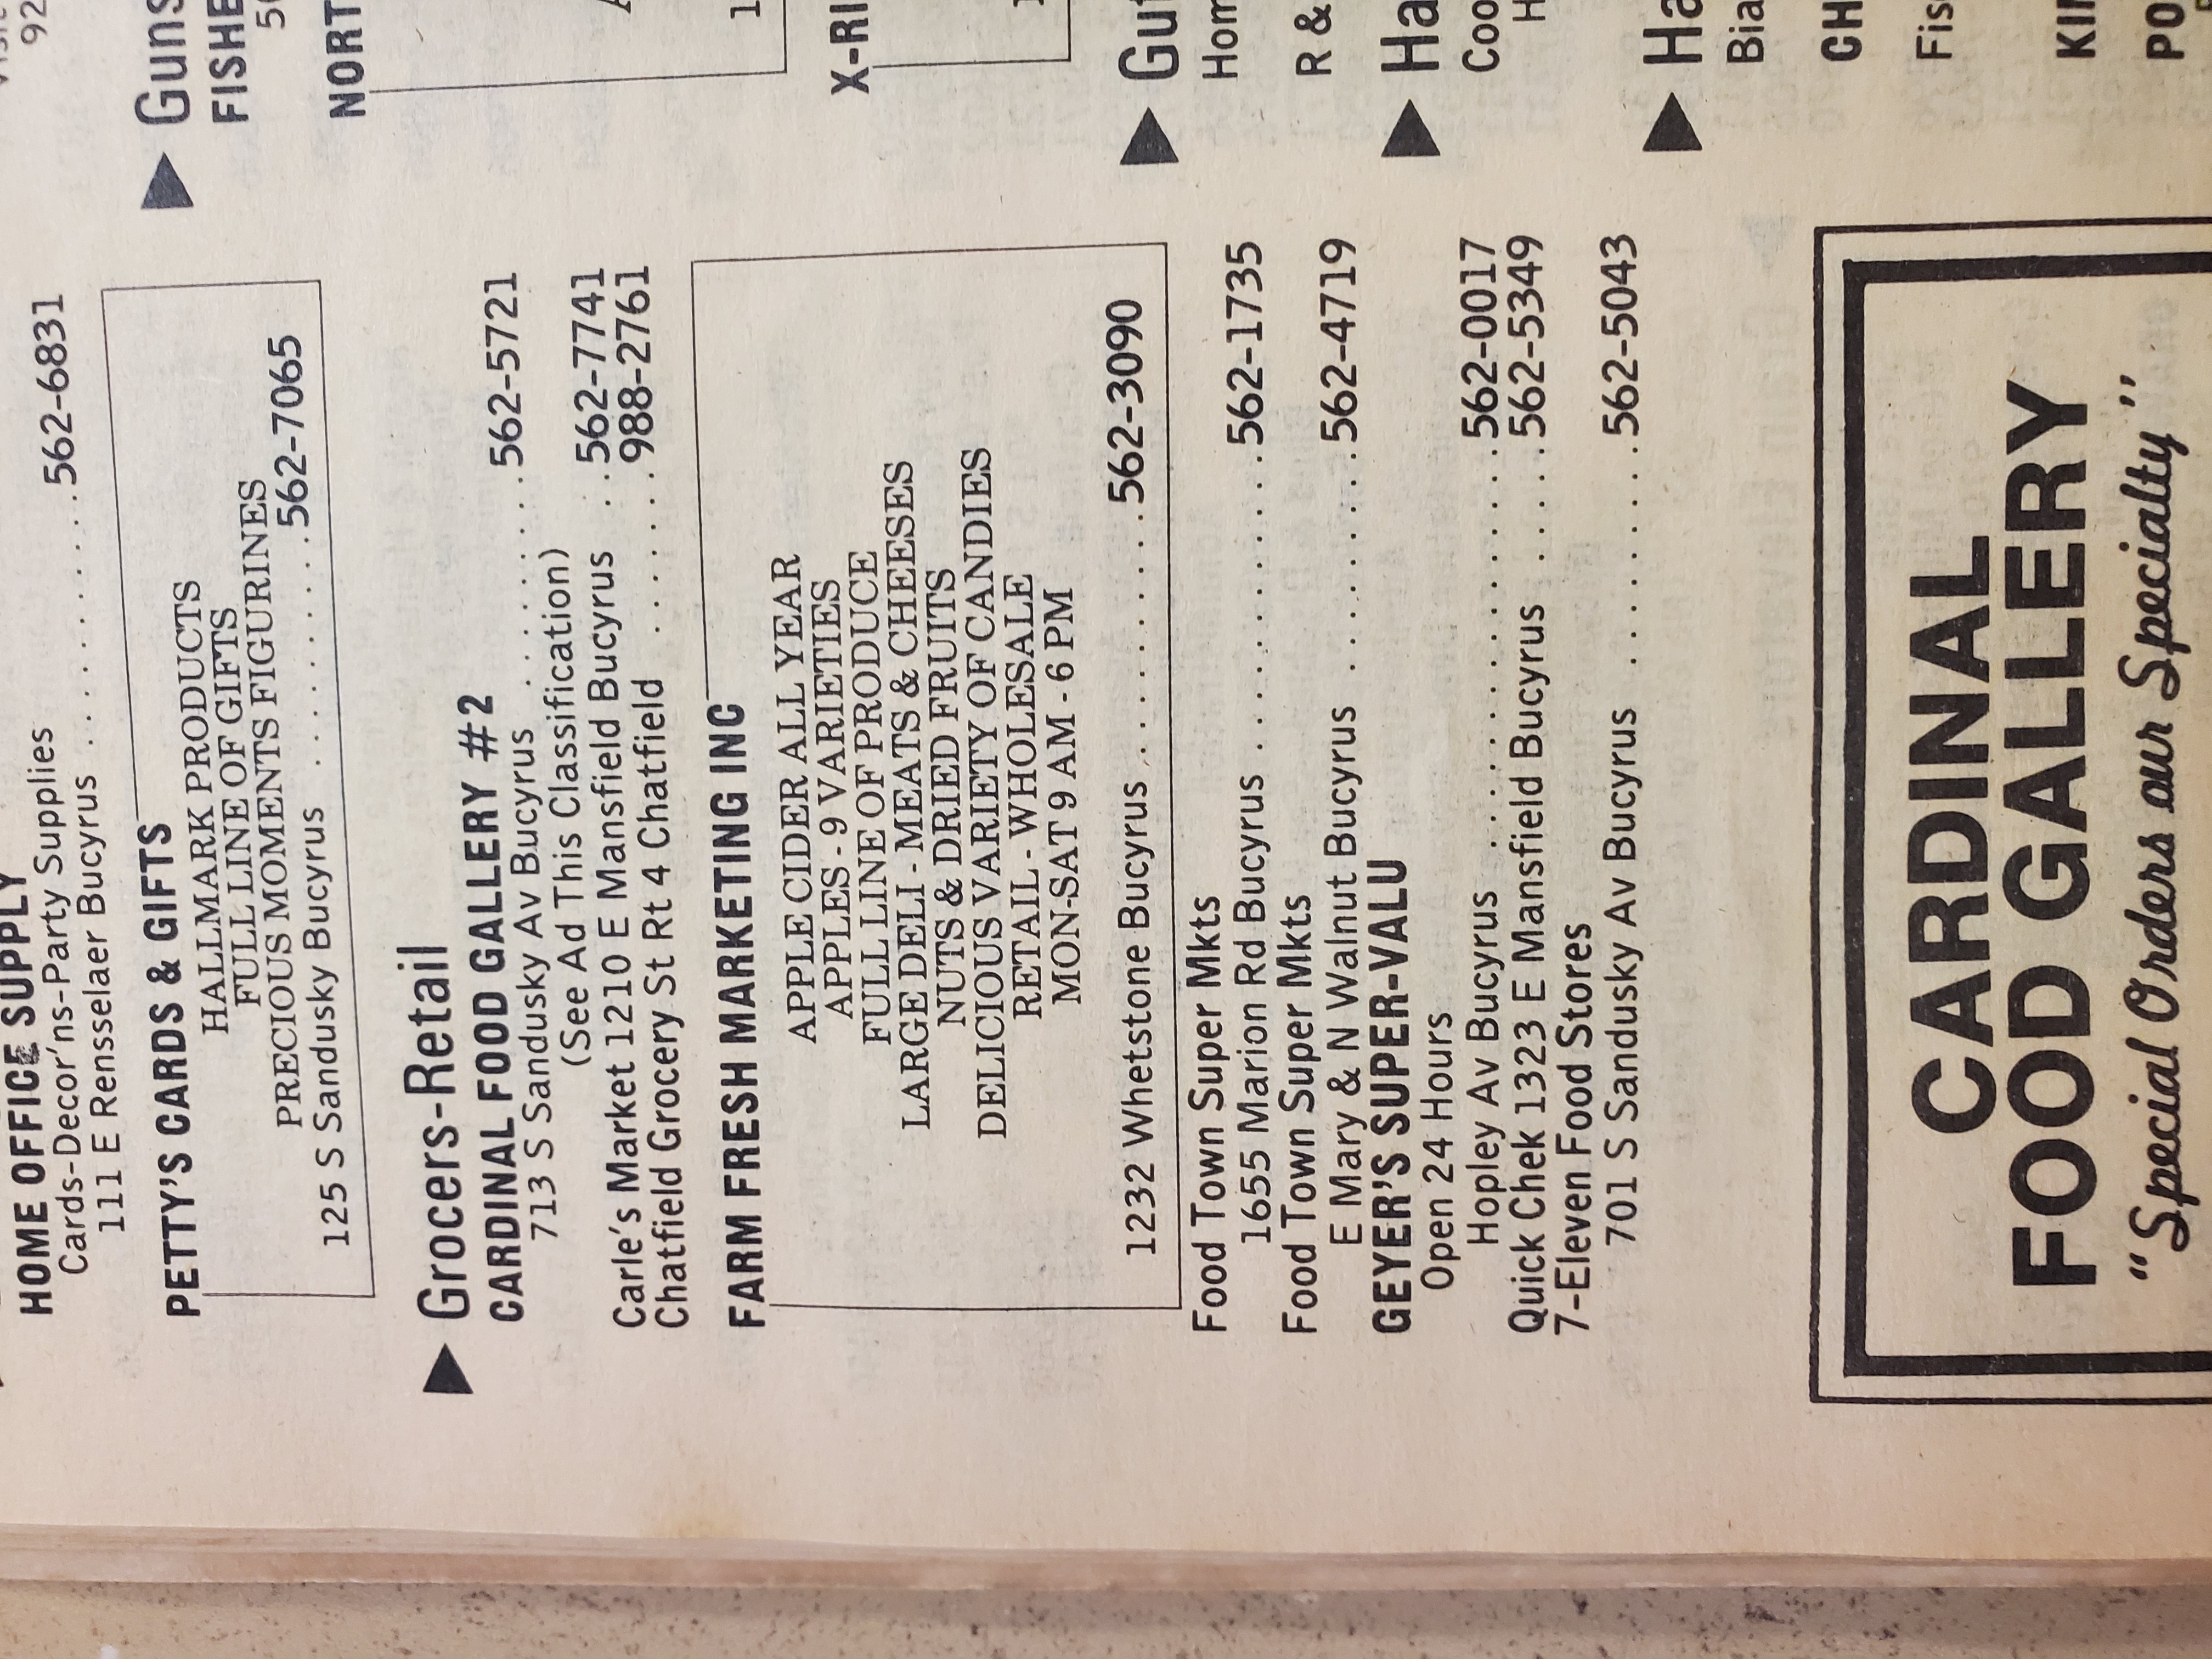 HOME OFFICE SUPPLY
Cards-Decor'ns-Party Supplies
111 E Rensselaer Bucyrus ............562-6831
PETTY'S CARDS & GIFTS
HALLMARK PRODUCTS
FULL LINE OF GIFTS
PRECIOUS MOMENTS FIGURINES
125 S Sandusky Bucyrus ............562-7065
Grocers-Retail
CARDINAL FOOD GALLERY #2
713 S Sandusky Av Bucyrus ..........562-5721
(See Ad This Classification)
Carle's Market 1210 E Mansfield Bucyrus ..562-7741
Chatfield Grocery St Rt 4 Chatfield .......988-2761
FARM FRESH MARKETING INC
APPLE CIDER ALL YEAR
APPLES - 9 VARIETIES
FULL LINE OF PRODUCE
LARGE DELI - MEATS & CHEESES
NUTS & DRIED FRUITS
DELICIOUS VARIETY OF CANDIES
RETAIL - WHOLESALE
MON-SAT 9 AM - 6 PM
1232 Whetstone Bucyrus ............562-3090
Food Town Super Mkts
1655 Marion Rd Bucyrus ..............562-1735
Food Town Super Mkts
E Mary & N Walnut Bucyrus ..........562-4719
GEYER'S SUPER-VALU
Open 24 Hours
Hopley Av Bucyrus ..................562-0017
Quick Chek 1323 E Mansfield Bucyrus .....562-5349
7-Eleven Food Stores
701 S Sandusky Av Bucyrus ..........562-5043
CARDINAL
FOOD GALLERY
"Special Orders our Specialty"
Guns
FISHE
NORT
X-RI
Gut
Hom
R &
Ha
Coo
H
Ha
Bia
CH
Fis
KIN
PO